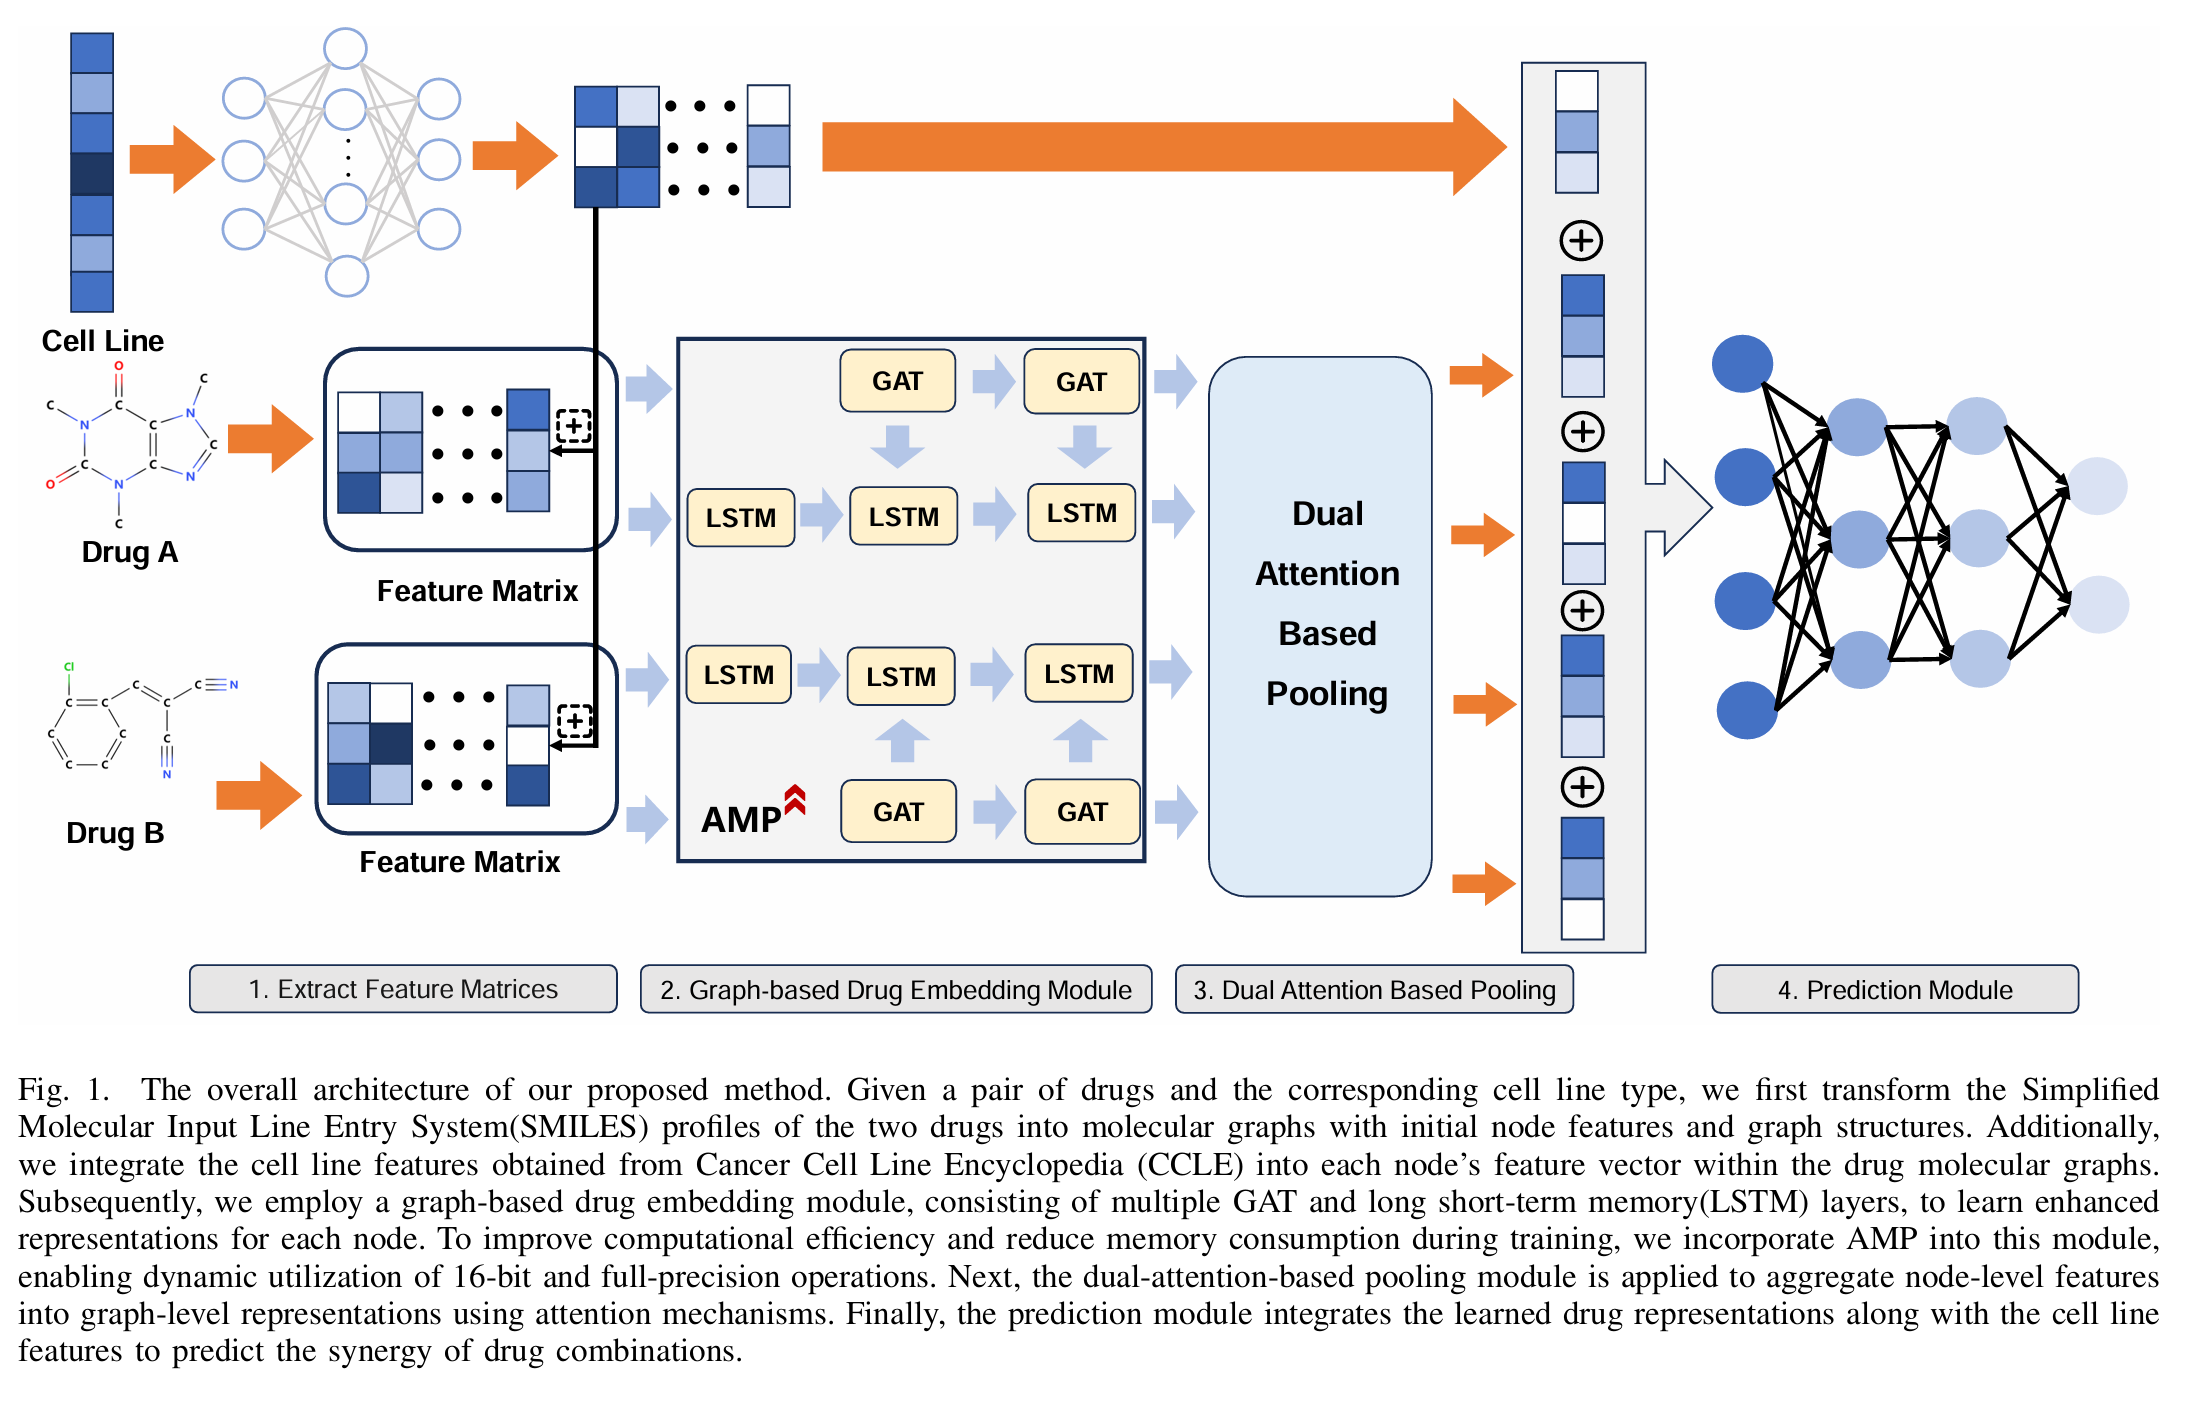 Cell Line
O
C
C
N
C
C
C
C
O
N
C
N
C
Drug A
Feature Matrix
Cl
C
C
C
C
C
C
C
C
C
C
N
C
N
Drug B
Feature Matrix
GAT
GAT
LSTM
LSTM
LSTM
LSTM
LSTM
LSTM
AMP
GAT
GAT
Dual
Attention
Based
Pooling
1. Extract Feature Matrices
2. Graph-based Drug Embedding Module
3. Dual Attention Based Pooling
4. Prediction Module
Fig. 1. The overall architecture of our proposed method. Given a pair of drugs and the corresponding cell line type, we first transform the Simplified
Molecular Input Line Entry System(SMILES) profiles of the two drugs into molecular graphs with initial node features and graph structures. Additionally,
we integrate the cell line features obtained from Cancer Cell Line Encyclopedia (CCLE) into each node's feature vector within the drug molecular graphs.
Subsequently, we employ a graph-based drug embedding module, consisting of multiple GAT and long short-term memory(LSTM) layers, to learn enhanced
representations for each node. To improve computational efficiency and reduce memory consumption during training, we incorporate AMP into this module,
enabling dynamic utilization of 16-bit and full-precision operations. Next, the dual-attention-based pooling module is applied to aggregate node-level features
into graph-level representations using attention mechanisms. Finally, the prediction module integrates the learned drug representations along with the cell line
features to predict the synergy of drug combinations.